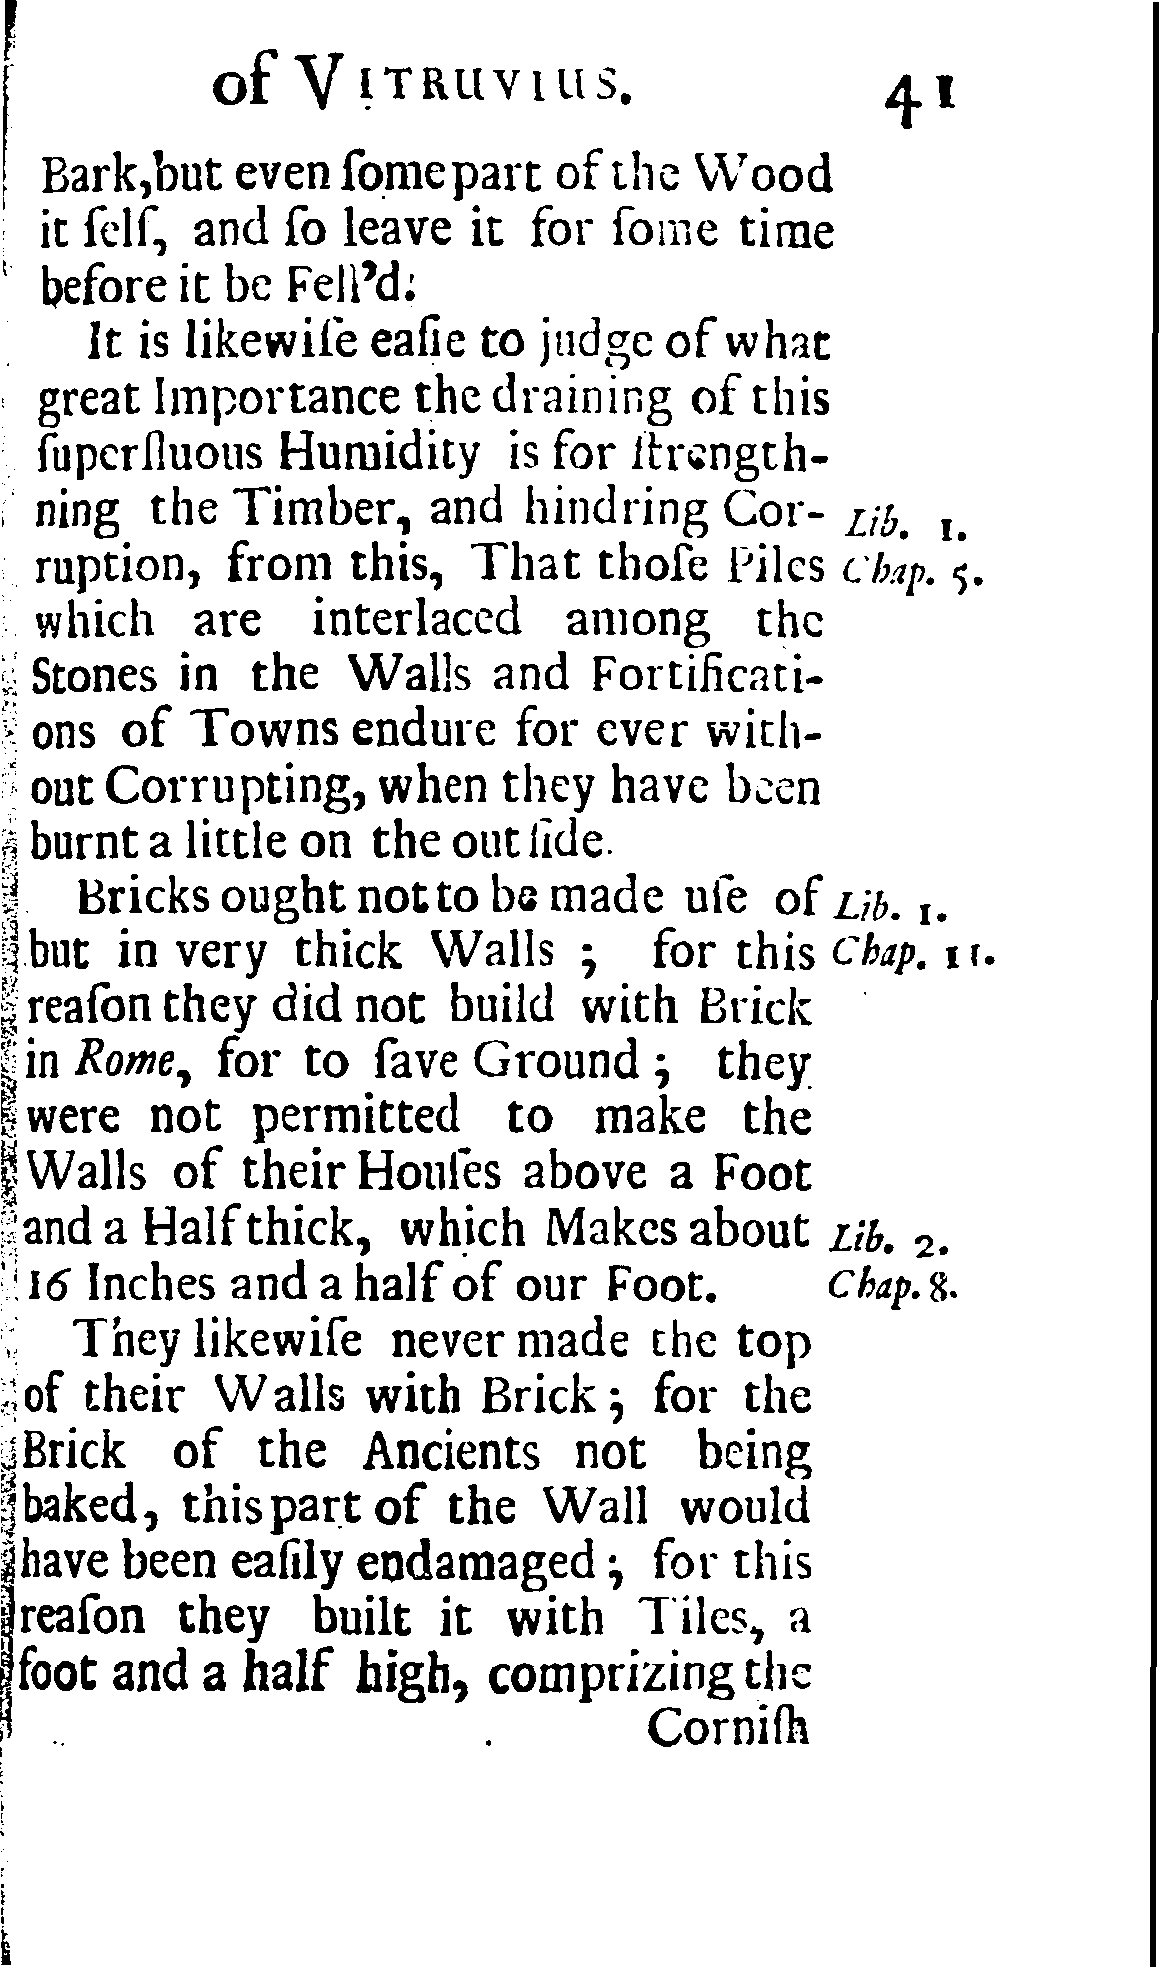 of VITRUVIUS. 41
Bark,but even ſome part of the Wood
it ſelf, and ſo leave it for ſome time
before it be Fell'd:
It is likewiſe eaſie to judge of what
great Importance the draining of this
ſuperfluous Humidity is for ſtrength-
ning the Timber, and hindring Cor- Lib. 1.
ruption, from this, That thoſe Piles Chap. 5.
which are interlaced among the
Stones in the Walls and Fortificati-
ons of Towns endure for ever with-
out Corrupting, when they have been
burnt a little on the out ſide.
Bricks ought not to be made uſe of Lib. 1.
but in very thick Walls ; for this Chap. 11.
reaſon they did not build with Brick
in Rome, for to ſave Ground ; they
were not permitted to make the
Walls of their Houſes above a Foot
and a Half thick, which Makes about Lib. 2.
16 Inches and a half of our Foot. Chap. 8.
They likewiſe never made the top
of their Walls with Brick ; for the
Brick of the Ancients not being
baked, this part of the Wall would
have been eaſily endamaged ; for this
reaſon they built it with Tiles, a
foot and a half high, comprizing the
Corniſh